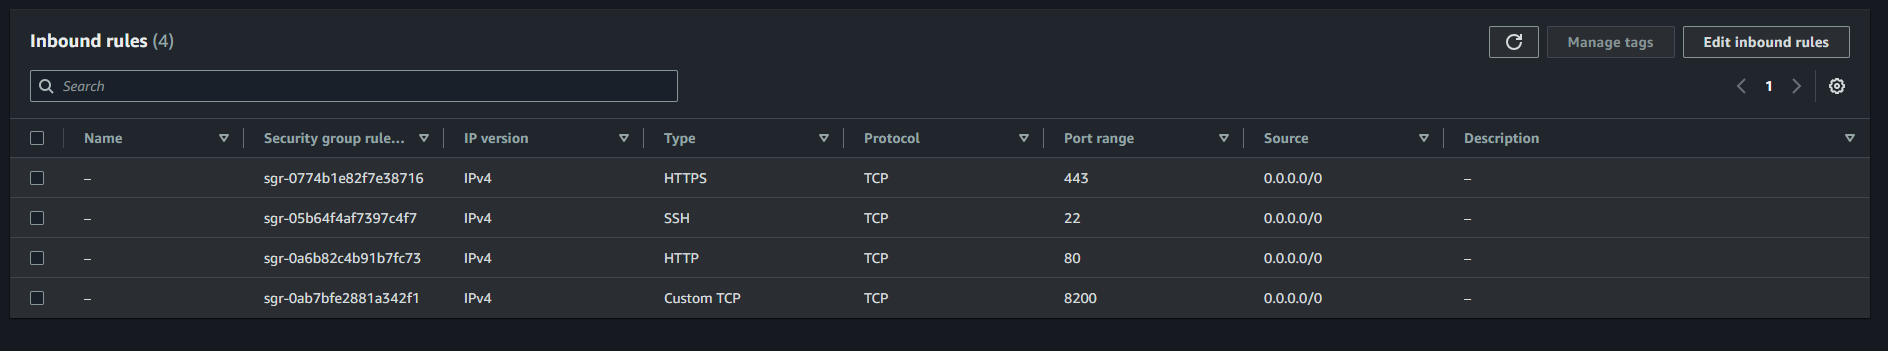 Inbound rules (4)
Manage tags
Edit inbound rules
Search
1
Name Security group rule... IP version Type Protocol Port range Source Description
– sgr-0774b1e82f7e38716 IPv4 HTTPS TCP 443 0.0.0.0/0 –
– sgr-05b64f4af7397c4f7 IPv4 SSH TCP 22 0.0.0.0/0 –
– sgr-0a6b82c4b91b7fc73 IPv4 HTTP TCP 80 0.0.0.0/0 –
– sgr-0ab7bfe2881a342f1 IPv4 Custom TCP TCP 8200 0.0.0.0/0 –